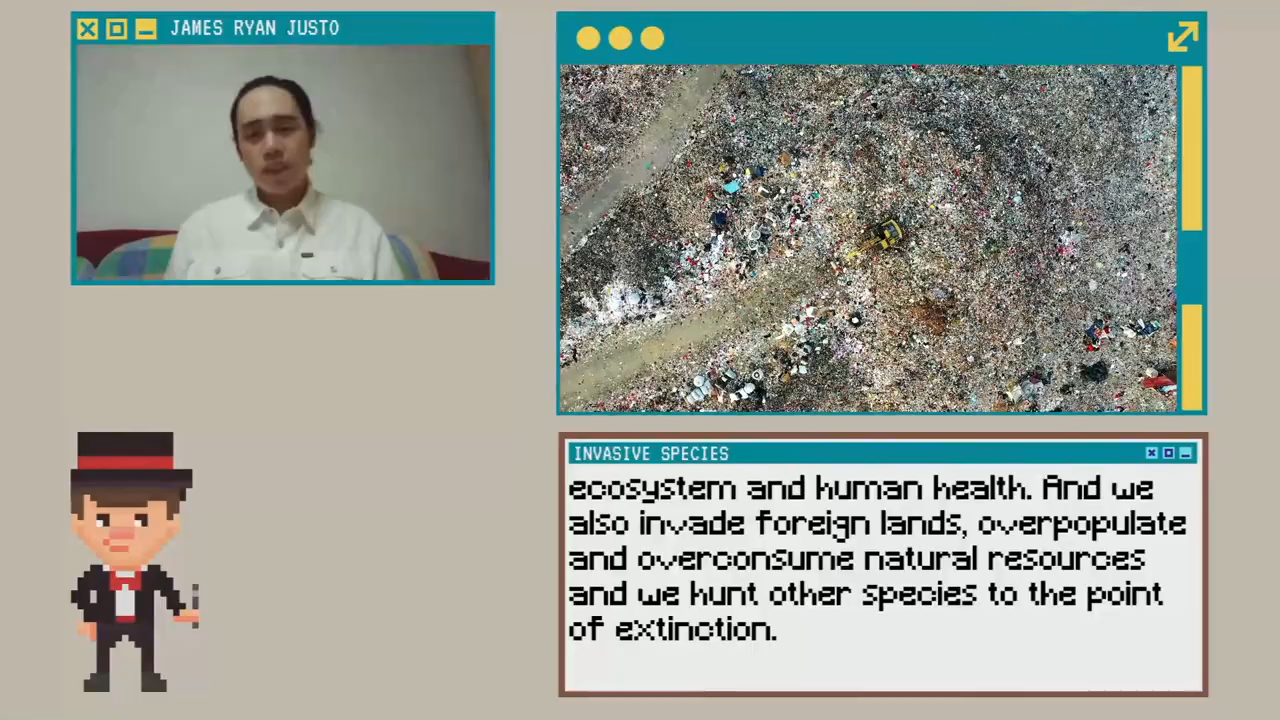 JAMES RYAN JUSTO
INVASIVE SPECIES
ecosystem and human health. And we
also invade foreign lands, overpopulate
and overconsume natural resources
and we hunt other species to the point
of extinction.